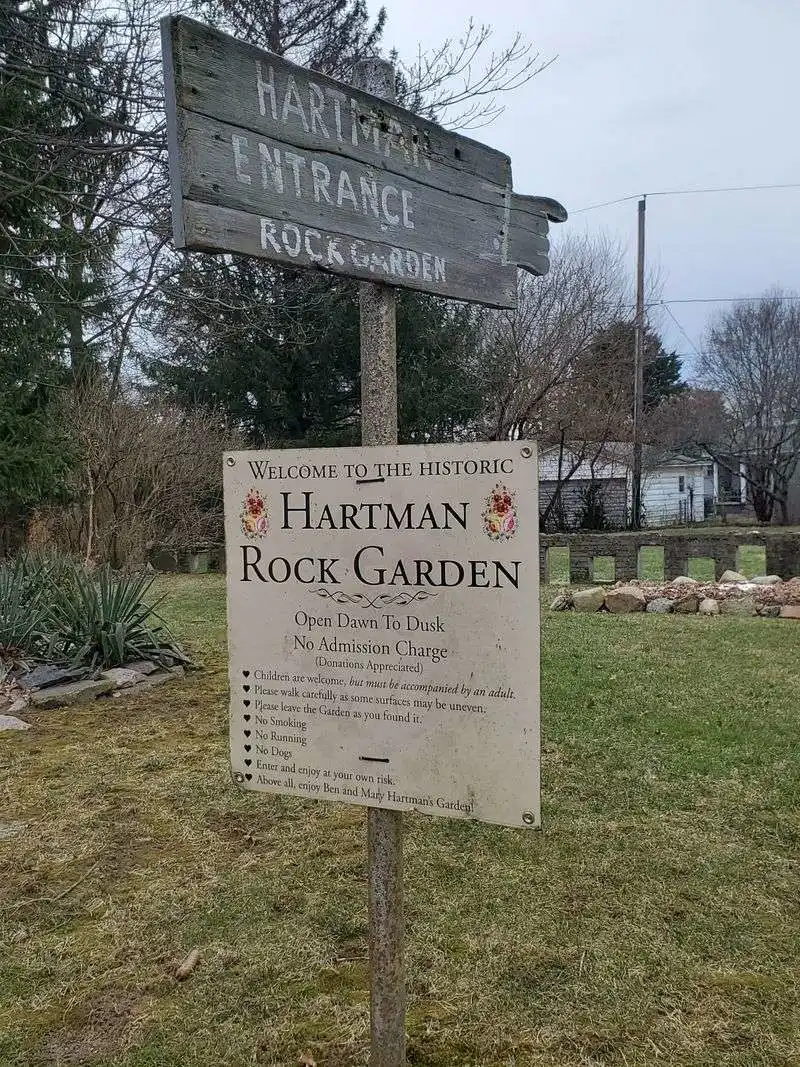 HARTMAN
ENTRANCE
ROCK GARDEN
WELCOME TO THE HISTORIC
HARTMAN
ROCK GARDEN
Open Dawn To Dusk
No Admission Charge
(Donations Appreciated)
♥ Children are welcome, but must be accompanied by an adult.
♥ Please walk carefully as some surfaces may be uneven.
♥ Please leave the Garden as you found it.
♥ No Smoking
♥ No Running
♥ No Dogs
♥ Enter and enjoy at your own risk.
♥ Above all, enjoy Ben and Mary Hartman's Garden!